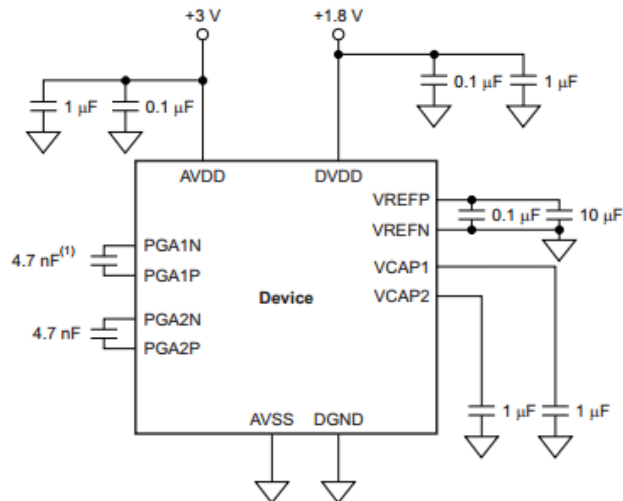 +3 V
+1.8 V
1 μF
0.1 μF
0.1 μF
1 μF
AVDD
DVDD
VREFP
0.1 μF
10 μF
VREFN
PGA1N
4.7 nF(1)
PGA1P
VCAP1
Device
VCAP2
PGA2N
4.7 nF
PGA2P
1 μF
1 μF
AVSS
DGND